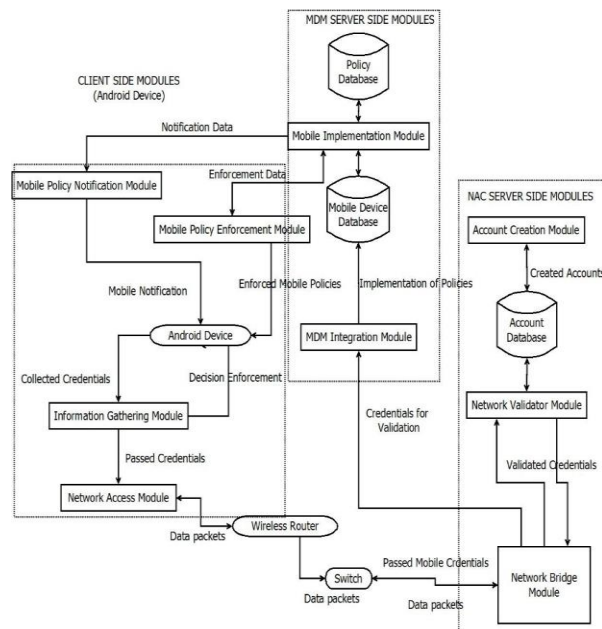 MDM SERVER SIDE MODULES
Policy
Database
CLIENT SIDE MODULES
(Android Device)
Notification Data
Mobile Implementation Module
Enforcement Data
Mobile Policy Notification Module
Mobile Device
Database
NAC SERVER SIDE MODULES
Mobile Policy Enforcement Module
Account Creation Module
Created Accounts
Mobile Notification
Enforced Mobile Policies
Implementation of Policies
Android Device
MDM Integration Module
Account
Database
Collected Credentials
Decision Enforcement
Information Gathering Module
Credentials for
Validation
Network Validator Module
Passed Credentials
Validated Credentials
Network Access Module
Data packets
Wireless Router
Passed Mobile Crdentials
Switch
Data packets
Data packets
Network Bridge
Module